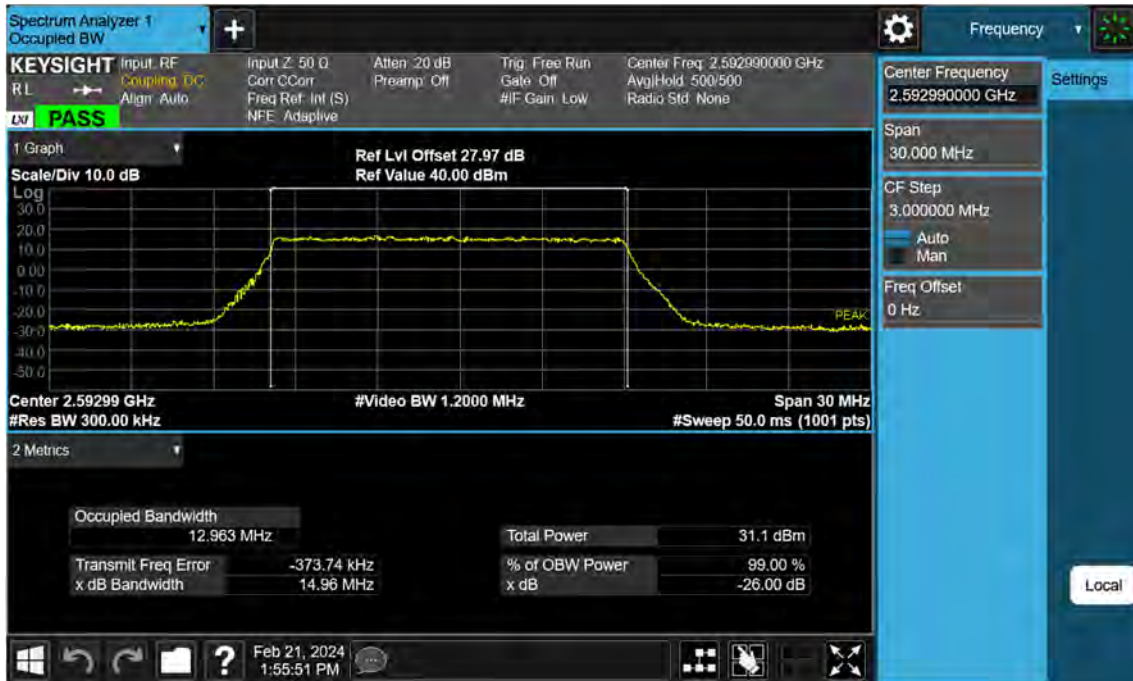 Spectrum Analyzer 1
Occupied BW
Frequency
KEYSIGHT
RL
LXI
PASS
Input: RF
Coupling: DC
Align: Auto
Input Z: 50 Ω
Corr CCorr
Freq Ref: Int (S)
NFE: Adaptive
Atten: 20 dB
Preamp: Off
Trig: Free Run
Gate: Off
#IF Gain: Low
Center Freq: 2.592990000 GHz
Avg|Hold: 500/500
Radio Std: None
Center Frequency
2.592990000 GHz
Settings
Span
30.000 MHz
CF Step
3.000000 MHz
Auto
Man
Freq Offset
0 Hz
Local
1 Graph
Scale/Div 10.0 dB
Ref Lvl Offset 27.97 dB
Ref Value 40.00 dBm
Log
30.0
20.0
10.0
0.00
-10.0
-20.0
-30.0
-40.0
-50.0
PEAK
Center 2.59299 GHz
#Video BW 1.2000 MHz
Span 30 MHz
#Res BW 300.00 kHz
#Sweep 50.0 ms (1001 pts)
2 Metrics
Occupied Bandwidth
12.963 MHz
Total Power 31.1 dBm
Transmit Freq Error -373.74 kHz
% of OBW Power 99.00 %
x dB Bandwidth 14.96 MHz
x dB -26.00 dB
?
Feb 21, 2024
1:55:51 PM